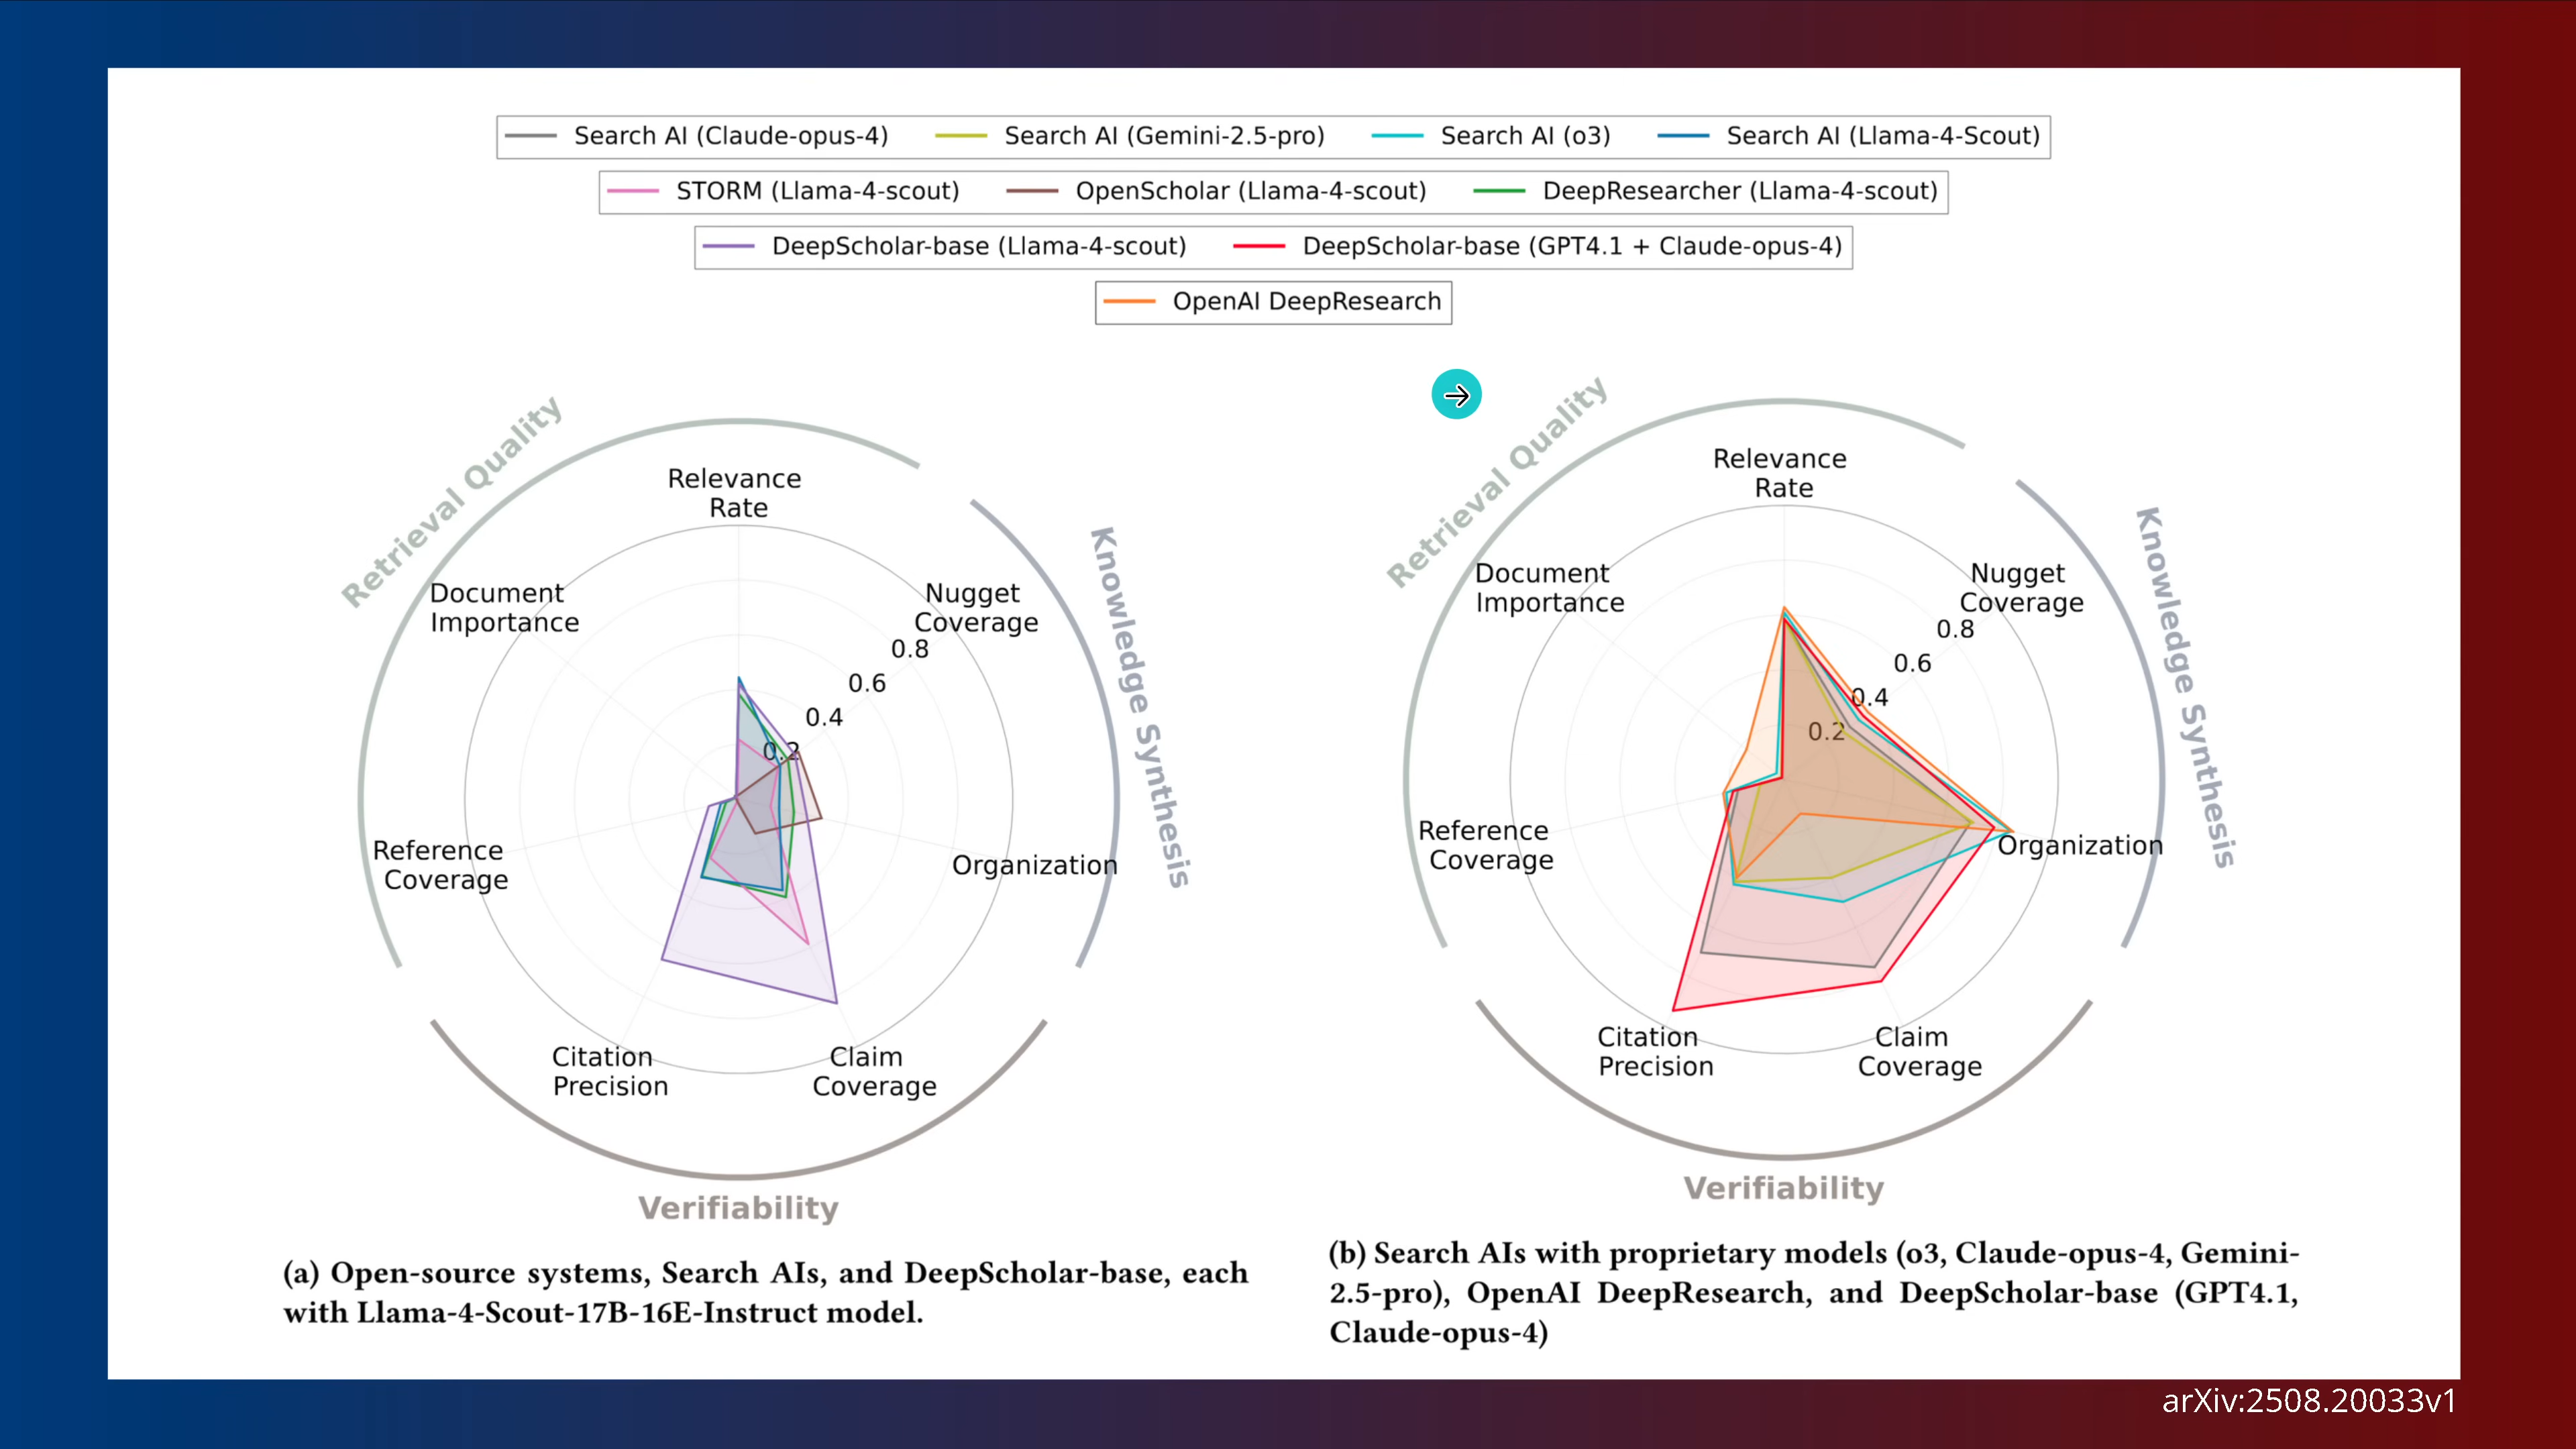 Search AI (Claude-opus-4) Search AI (Gemini-2.5-pro) Search AI (o3) Search AI (Llama-4-Scout)
STORM (Llama-4-scout) OpenScholar (Llama-4-scout) DeepResearcher (Llama-4-scout)
DeepScholar-base (Llama-4-scout) DeepScholar-base (GPT4.1 + Claude-opus-4)
OpenAI DeepResearch
Retrieval Quality
Relevance
Rate
Document
Importance
Nugget
Coverage
0.8
0.6
0.4
0.2
Knowledge Synthesis
Reference
Coverage
Organization
Citation
Precision
Claim
Coverage
Verifiability
(a) Open-source systems, Search AIs, and DeepScholar-base, each
with Llama-4-Scout-17B-16E-Instruct model.
Retrieval Quality
Relevance
Rate
Document
Importance
Nugget
Coverage
0.8
0.6
0.4
0.2
Knowledge Synthesis
Reference
Coverage
Organization
Citation
Precision
Claim
Coverage
Verifiability
(b) Search AIs with proprietary models (o3, Claude-opus-4, Gemini-
2.5-pro), OpenAI DeepResearch, and DeepScholar-base (GPT4.1,
Claude-opus-4)
arXiv:2508.20033v1